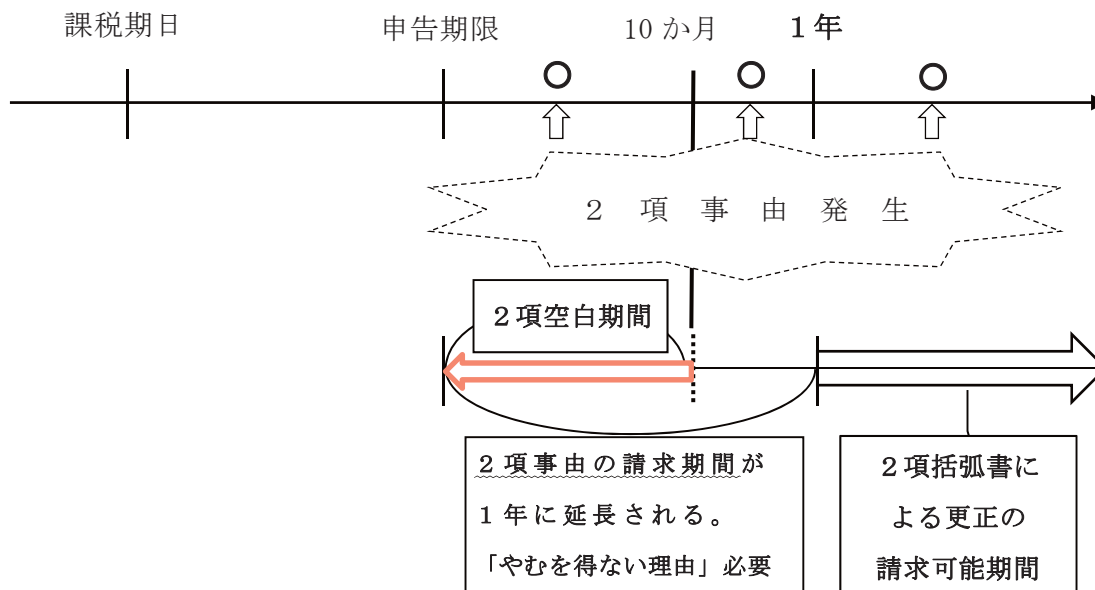 課税期日 申告期限 10か月 1年
2項事由発生
2項空白期間
2項事由の請求期間が
1年に延長される。
「やむを得ない理由」必要
2項括弧書に
よる更正の
請求可能期間